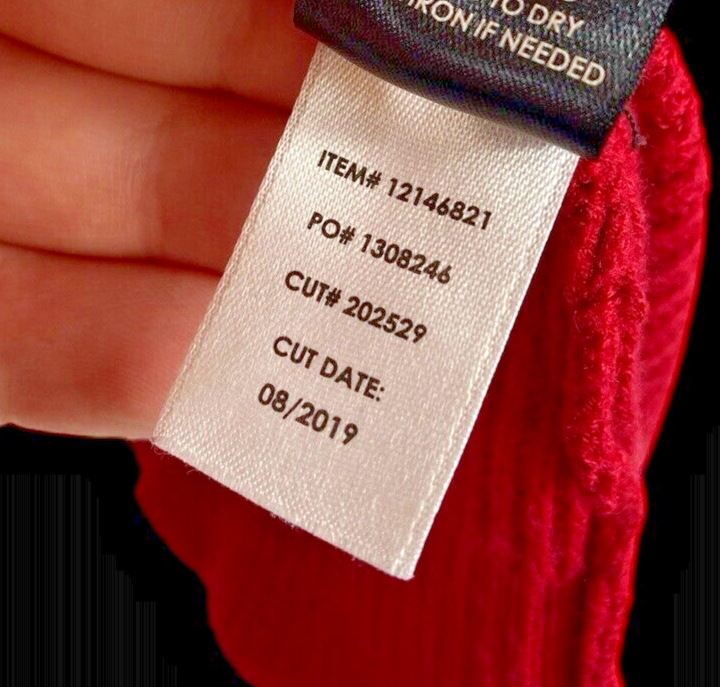 TO DRY
IRON IF NEEDED
ITEM# 12146821
PO# 1308246
CUT# 202529
CUT DATE:
08/2019